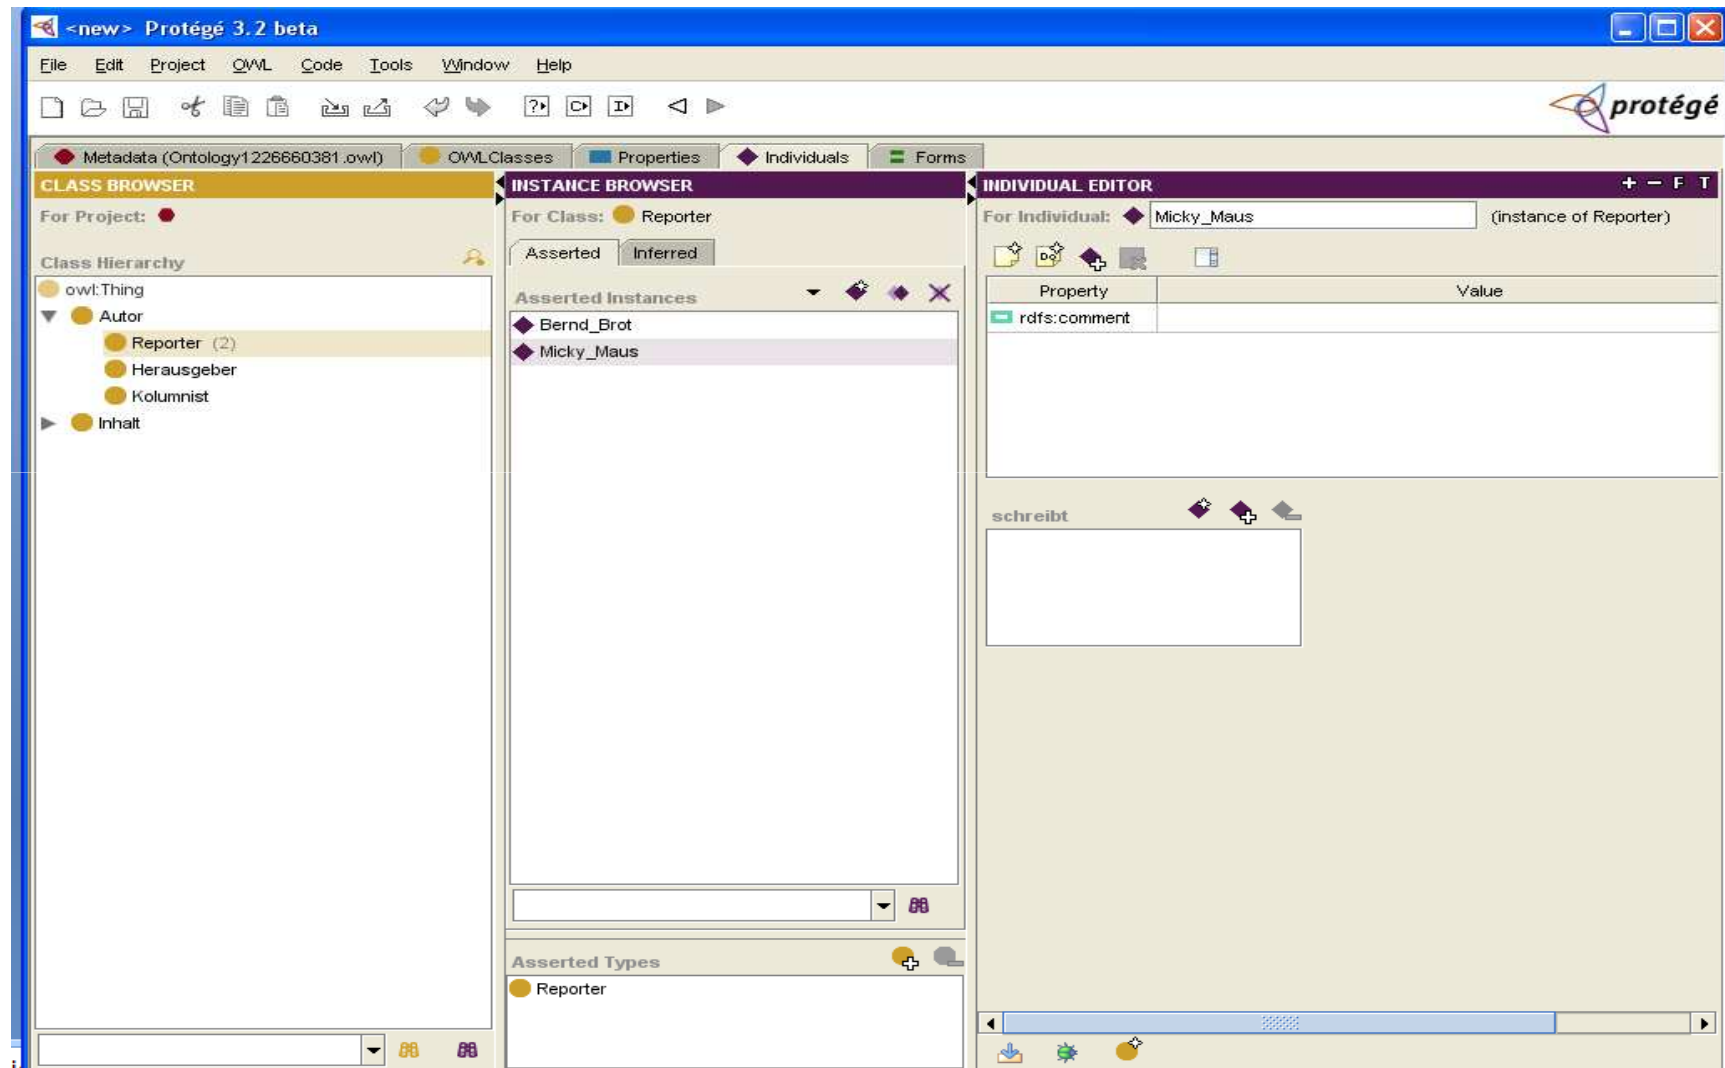 <new> Protégé 3.2 beta
File Edit Project OWL Code Tools Window Help
protégé
Metadata (Ontology1226660381.owl) OWLClasses Properties Individuals Forms
CLASS BROWSER
For Project:
Class Hierarchy
owl:Thing
Autor
Reporter (2)
Herausgeber
Kolumnist
Inhalt
INSTANCE BROWSER
For Class: Reporter
Asserted Inferred
Asserted Instances
Bernd_Brot
Micky_Maus
Asserted Types
Reporter
INDIVIDUAL EDITOR + - F T
For Individual: Micky_Maus (instance of Reporter)
Property Value
rdfs:comment
schreibt